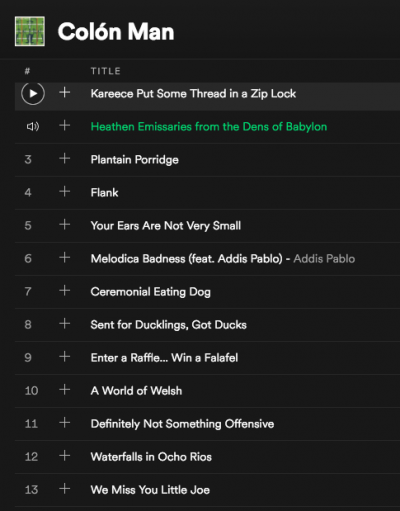 Colón Man
# TITLE
Kareece Put Some Thread in a Zip Lock
Heathen Emissaries from the Dens of Babylon
3 Plantain Porridge
4 Flank
5 Your Ears Are Not Very Small
6 Melodica Badness (feat. Addis Pablo) - Addis Pablo
7 Ceremonial Eating Dog
8 Sent for Ducklings, Got Ducks
9 Enter a Raffle... Win a Falafel
10 A World of Welsh
11 Definitely Not Something Offensive
12 Waterfalls in Ocho Rios
13 We Miss You Little Joe